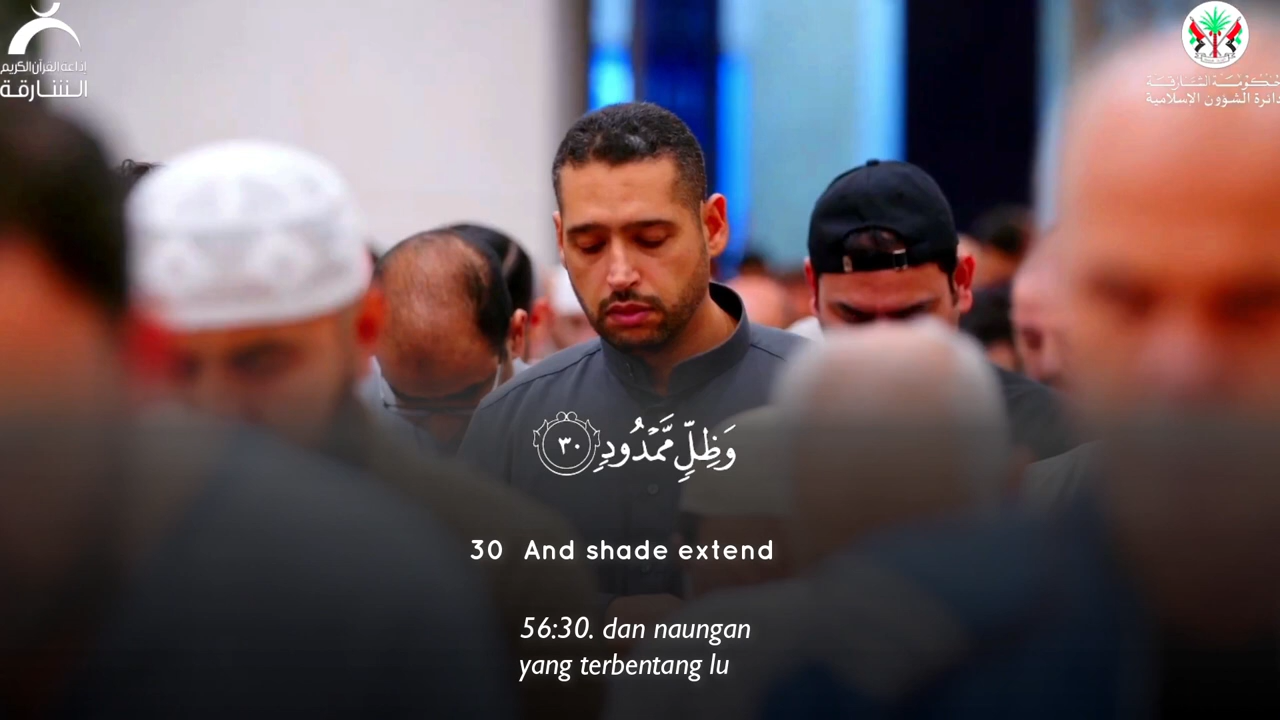 إذاعة القرآن الكريم
الشارقة
حكومة الشارقة
دائرة الشؤون الاسلامية
وَظِلٍّ مَّمْدُودٍ ٣٠
30 And shade extend
56:30. dan naungan
yang terbentang lu